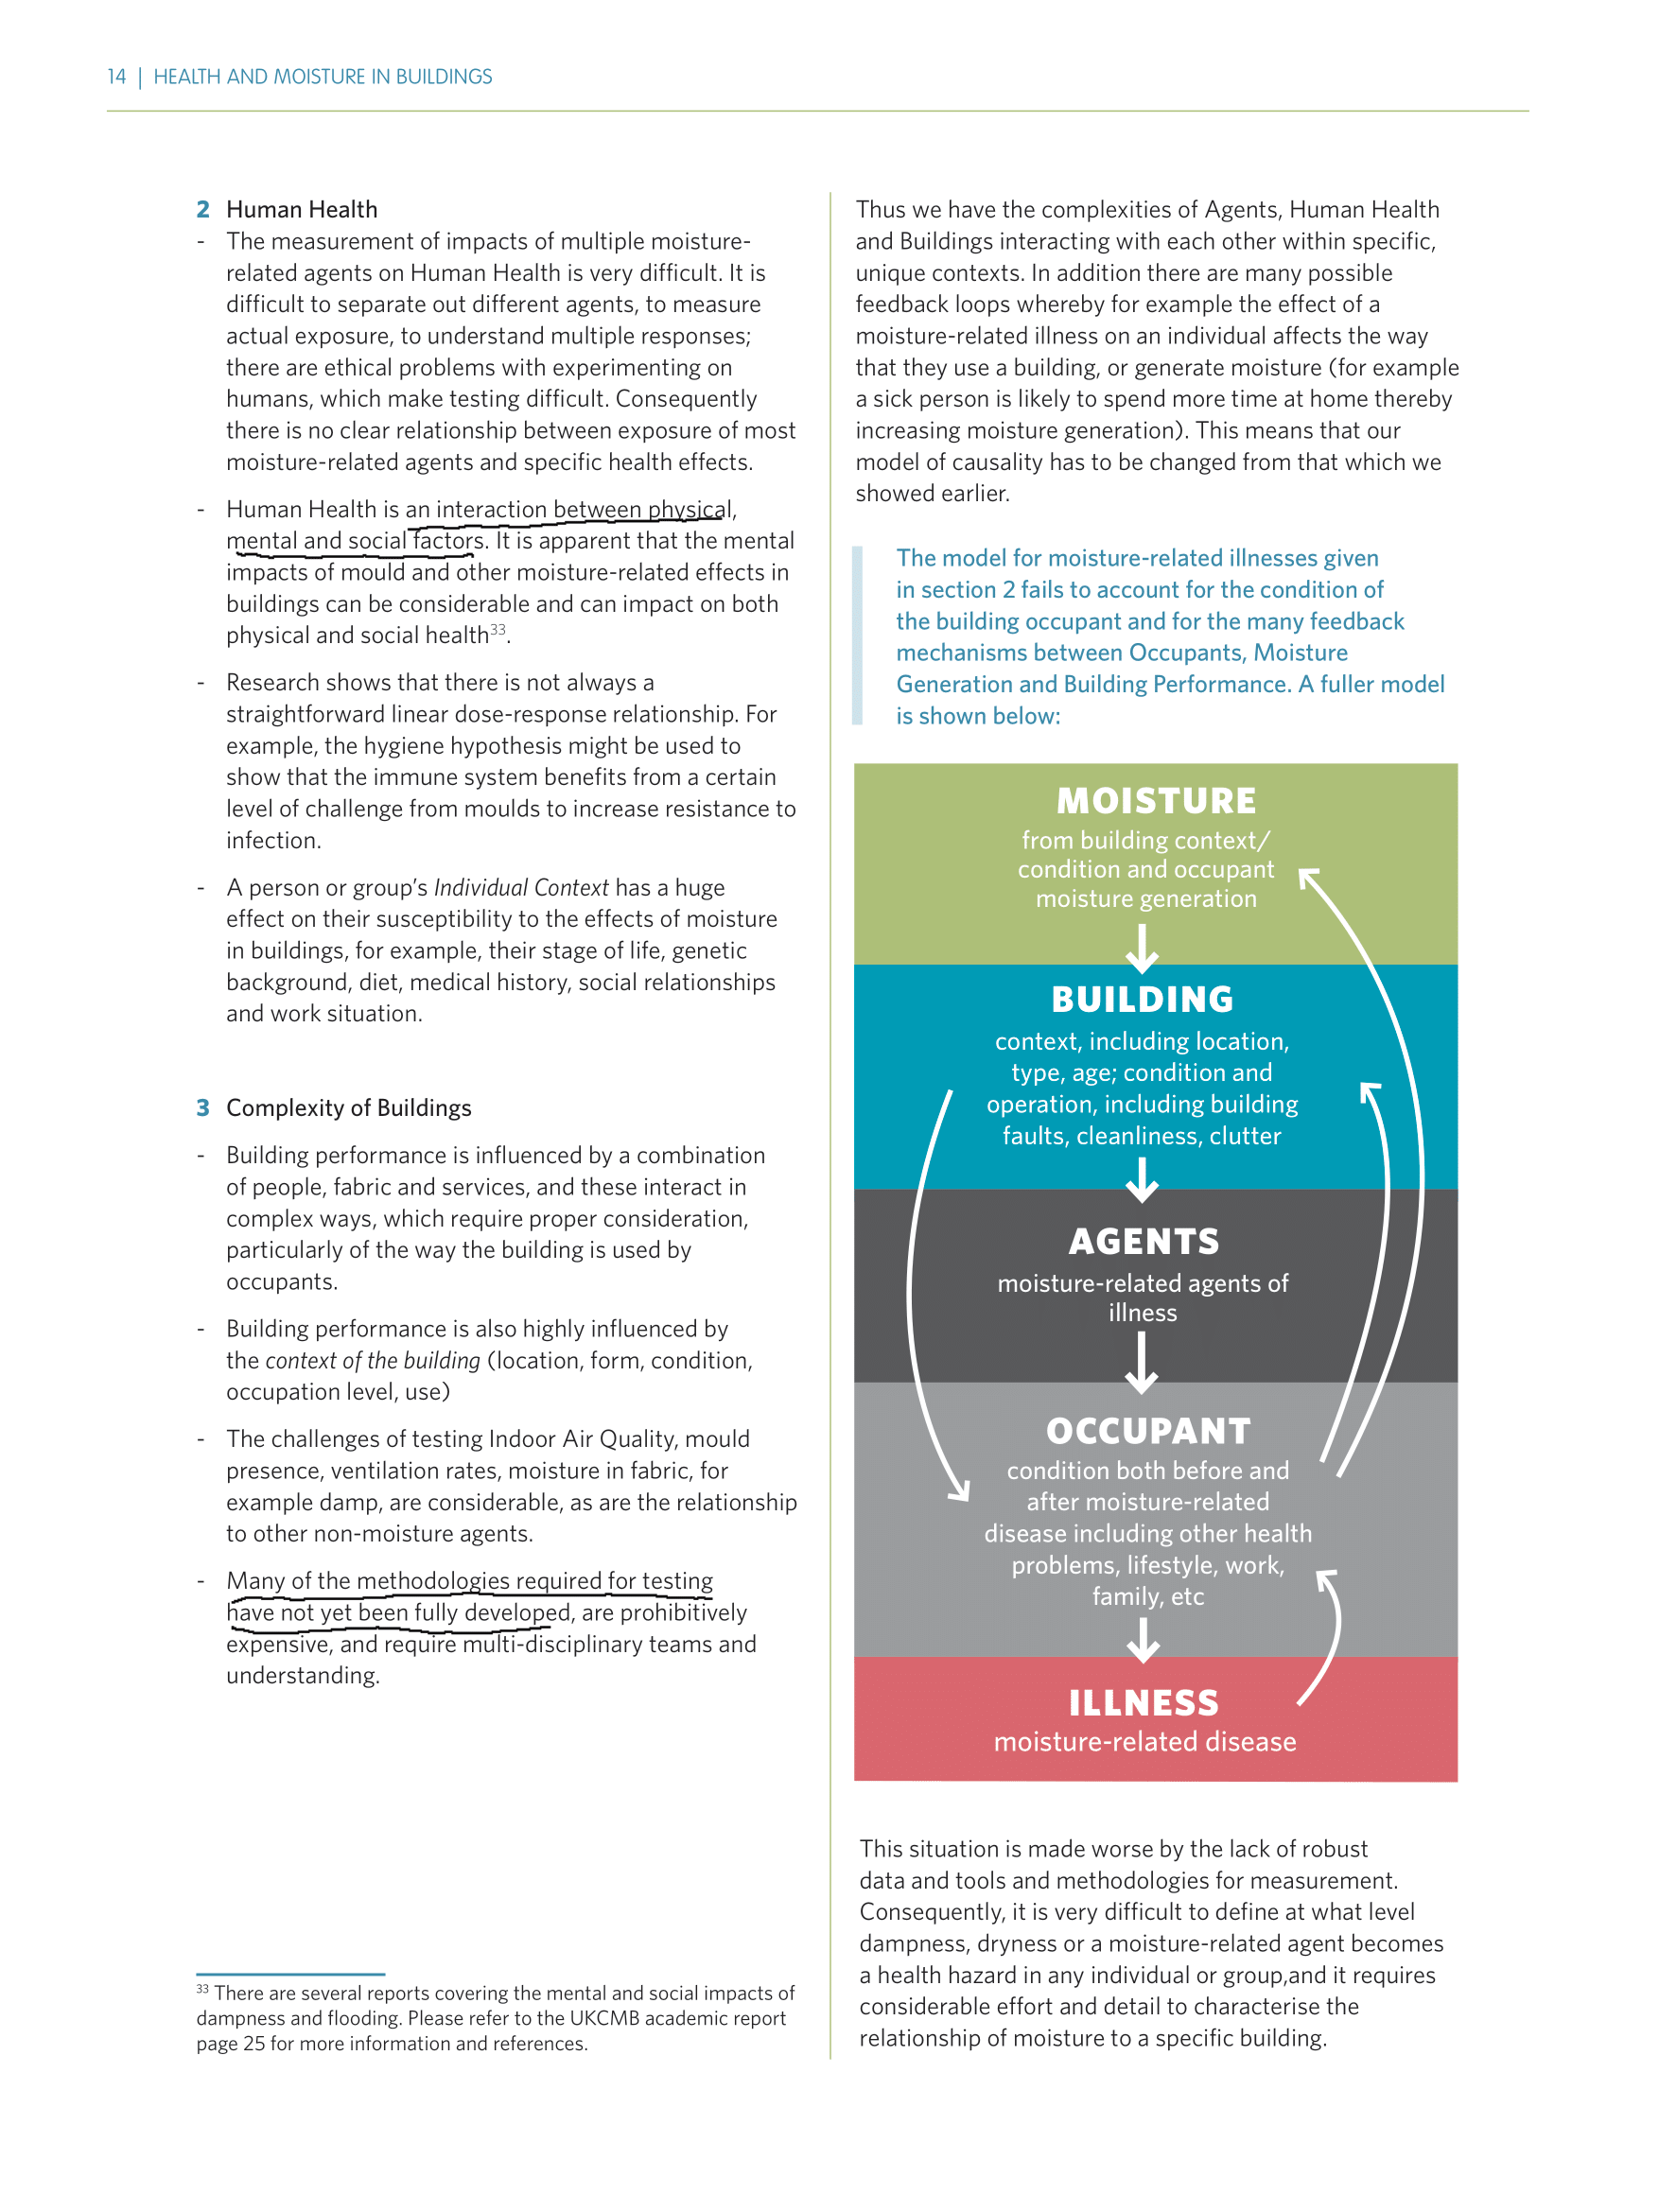 14 | HEALTH AND MOISTURE IN BUILDINGS
2 Human Health
- The measurement of impacts of multiple moisture-
related agents on Human Health is very difficult. It is
difficult to separate out different agents, to measure
actual exposure, to understand multiple responses;
there are ethical problems with experimenting on
humans, which make testing difficult. Consequently
there is no clear relationship between exposure of most
moisture-related agents and specific health effects.
- Human Health is an interaction between physical,
mental and social factors. It is apparent that the mental
impacts of mould and other moisture-related effects in
buildings can be considerable and can impact on both
physical and social health33.
- Research shows that there is not always a
straightforward linear dose-response relationship. For
example, the hygiene hypothesis might be used to
show that the immune system benefits from a certain
level of challenge from moulds to increase resistance to
infection.
- A person or group’s Individual Context has a huge
effect on their susceptibility to the effects of moisture
in buildings, for example, their stage of life, genetic
background, diet, medical history, social relationships
and work situation.
3 Complexity of Buildings
- Building performance is influenced by a combination
of people, fabric and services, and these interact in
complex ways, which require proper consideration,
particularly of the way the building is used by
occupants.
- Building performance is also highly influenced by
the context of the building (location, form, condition,
occupation level, use)
- The challenges of testing Indoor Air Quality, mould
presence, ventilation rates, moisture in fabric, for
example damp, are considerable, as are the relationship
to other non-moisture agents.
- Many of the methodologies required for testing
have not yet been fully developed, are prohibitively
expensive, and require multi-disciplinary teams and
understanding.
33 There are several reports covering the mental and social impacts of
dampness and flooding. Please refer to the UKCMB academic report
page 25 for more information and references.
Thus we have the complexities of Agents, Human Health
and Buildings interacting with each other within specific,
unique contexts. In addition there are many possible
feedback loops whereby for example the effect of a
moisture-related illness on an individual affects the way
that they use a building, or generate moisture (for example
a sick person is likely to spend more time at home thereby
increasing moisture generation). This means that our
model of causality has to be changed from that which we
showed earlier.
The model for moisture-related illnesses given
in section 2 fails to account for the condition of
the building occupant and for the many feedback
mechanisms between Occupants, Moisture
Generation and Building Performance. A fuller model
is shown below:
MOISTURE
from building context/
condition and occupant
moisture generation
BUILDING
context, including location,
type, age; condition and
operation, including building
faults, cleanliness, clutter
AGENTS
moisture-related agents of
illness
OCCUPANT
condition both before and
after moisture-related
disease including other health
problems, lifestyle, work,
family, etc
ILLNESS
moisture-related disease
This situation is made worse by the lack of robust
data and tools and methodologies for measurement.
Consequently, it is very difficult to define at what level
dampness, dryness or a moisture-related agent becomes
a health hazard in any individual or group,and it requires
considerable effort and detail to characterise the
relationship of moisture to a specific building.